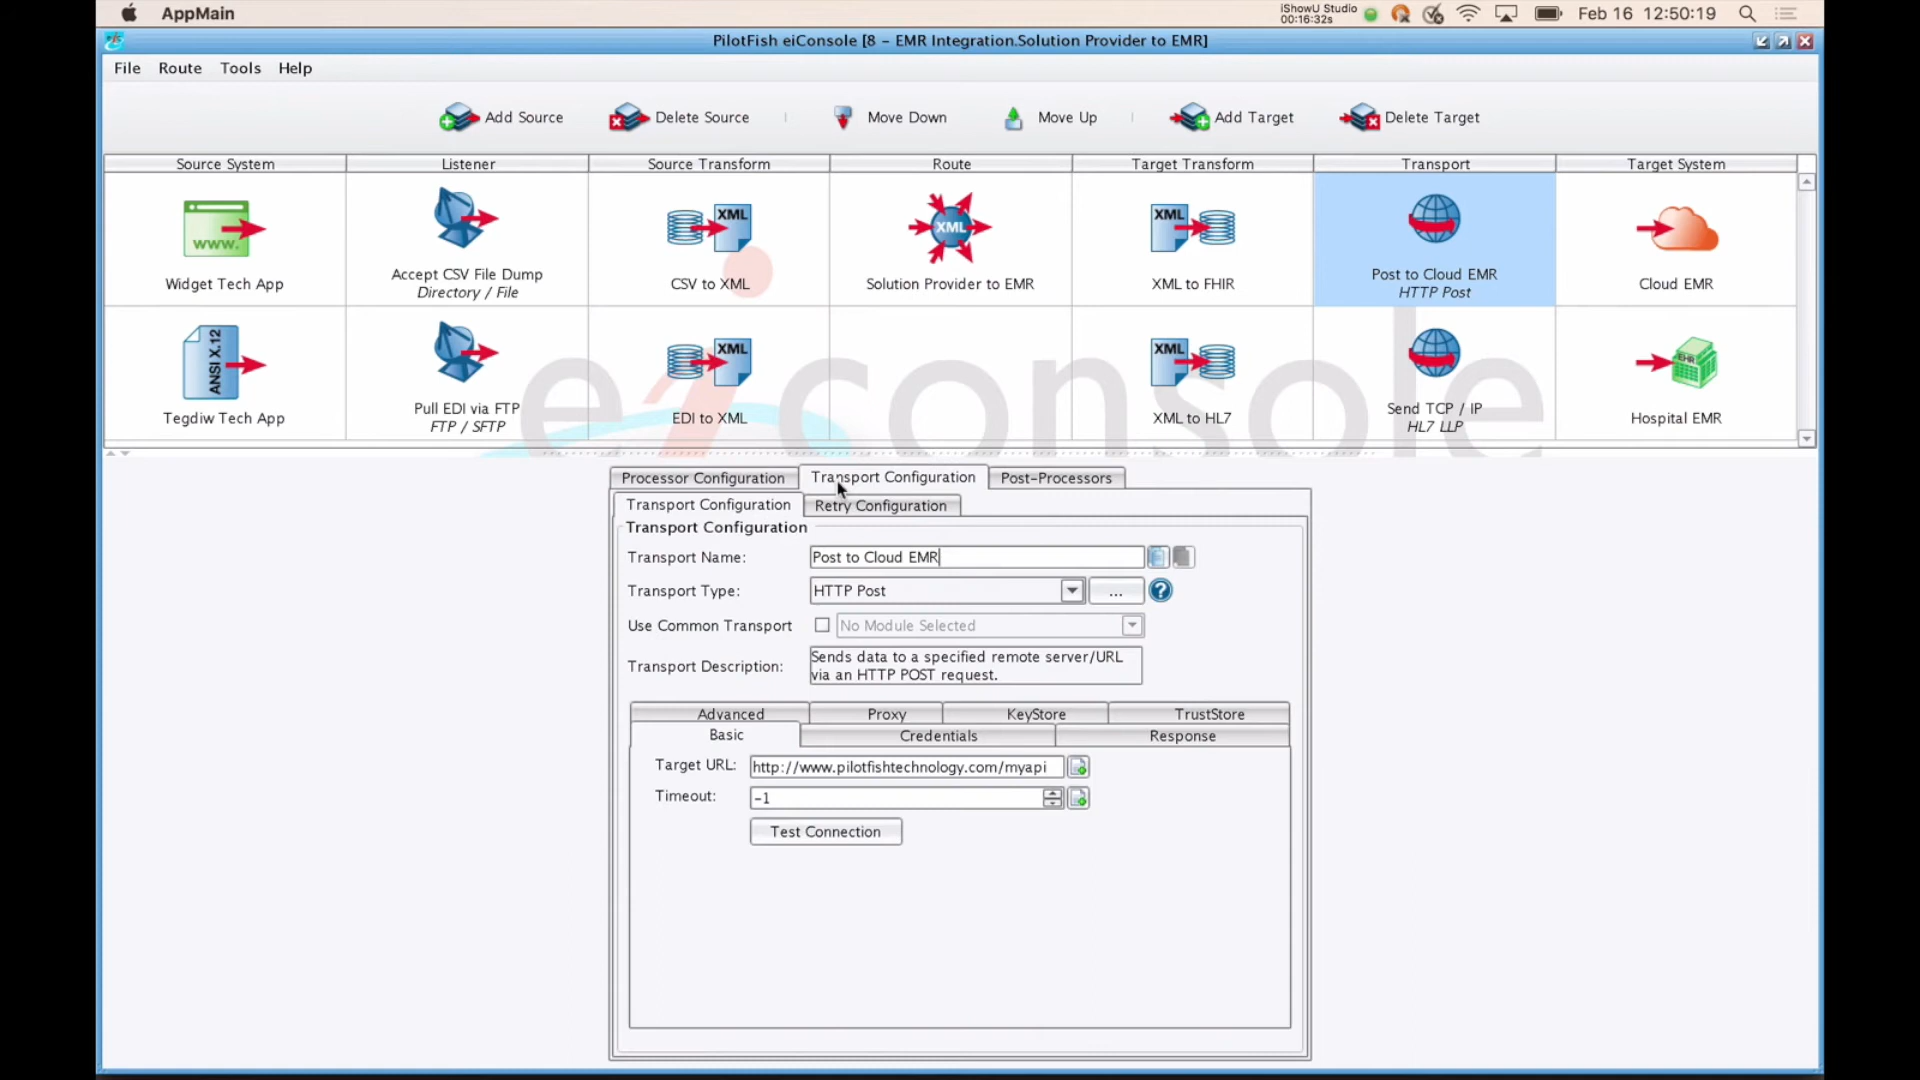 AppMain
iShowU Studio
00:16:32s
Feb 16 12:50:19
PilotFish eiConsole [8 - EMR Integration.Solution Provider to EMR]
File Route Tools Help
Add Source Delete Source Move Down Move Up Add Target Delete Target
Source System Listener Source Transform Route Target Transform Transport Target System
www. XML XML XML
Widget Tech App
Accept CSV File Dump
Directory / File
CSV to XML
Solution Provider to EMR
XML to FHIR
Post to Cloud EMR
HTTP Post
Cloud EMR
ANSI X.12 XML XML EHR
Tegdiw Tech App
Pull EDI via FTP
FTP / SFTP
EDI to XML
XML to HL7
Send TCP / IP
HL7 LLP
Hospital EMR
eiconsole
Processor Configuration Transport Configuration Post-Processors
Transport Configuration Retry Configuration
Transport Configuration
Transport Name: Post to Cloud EMR
Transport Type: HTTP Post ... ?
Use Common Transport No Module Selected
Transport Description: Sends data to a specified remote server/URL
via an HTTP POST request.
Advanced Proxy KeyStore TrustStore
Basic Credentials Response
Target URL: http://www.pilotfishtechnology.com/myapi
Timeout: -1
Test Connection